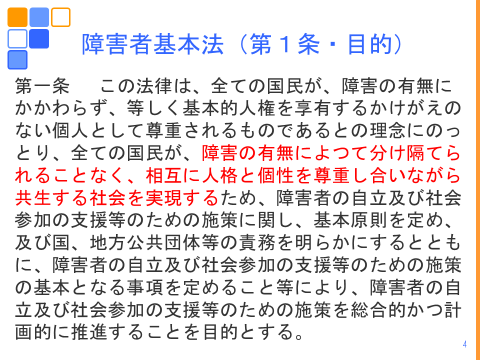 障害者基本法（第１条・目的）
第一条　この法律は、全ての国民が、障害の有無に
かかわらず、等しく基本的人権を享有するかけがえの
ない個人として尊重されるものであるとの理念にのっ
とり、全ての国民が、障害の有無によつて分け隔てら
れることなく、相互に人格と個性を尊重し合いながら
共生する社会を実現するため、障害者の自立及び社会
参加の支援等のための施策に関し、基本原則を定め、
及び国、地方公共団体等の責務を明らかにするととも
に、障害者の自立及び社会参加の支援等のための施策
の基本となる事項を定めること等により、障害者の自
立及び社会参加の支援等のための施策を総合的かつ計
画的に推進することを目的とする。
4